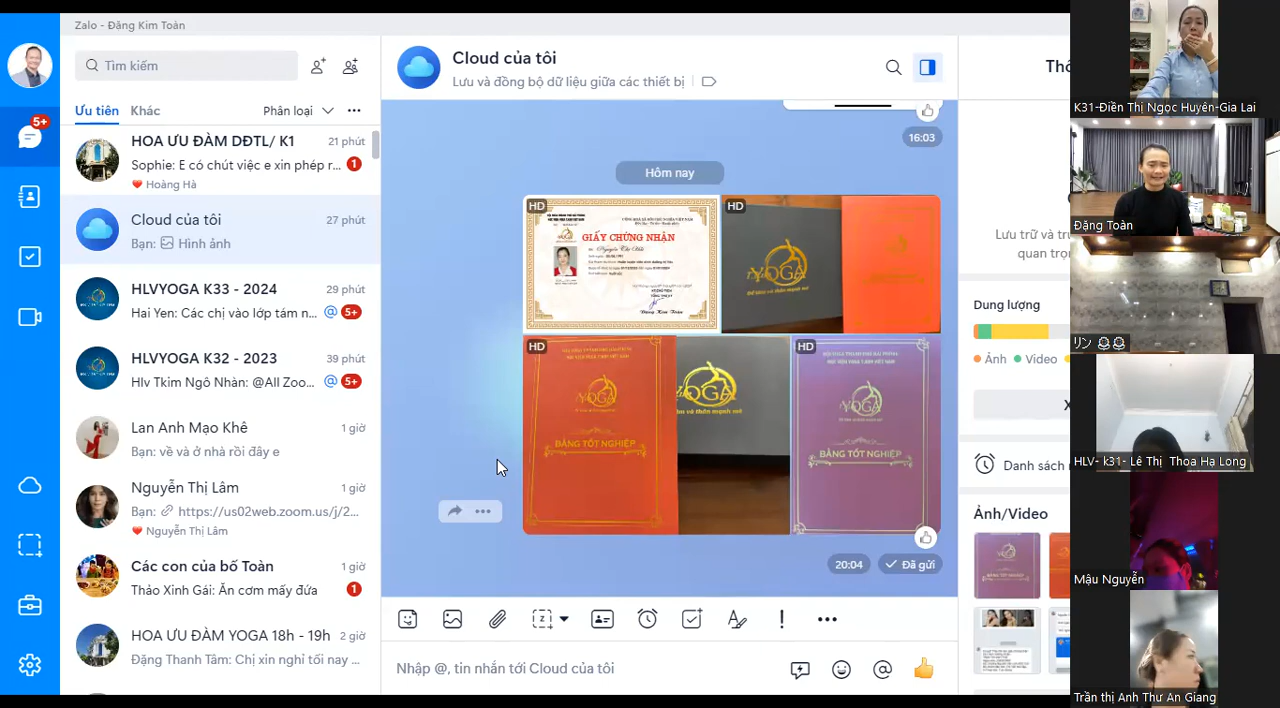 Zalo - Đặng Kim Toàn
Tìm kiếm
Ưu tiên
Khác
Phân loại
5+
HOA ƯU ĐÀM DĐTL/ K1
21 phút
Sophie: E có chút việc e xin phép r...
1
Hoàng Hà
Cloud của tôi
27 phút
Bạn: Hình ảnh
HLVYOGA K33 - 2024
29 phút
Hai Yen: Các chị vào lớp tám n...
@ 5+
HLVYOGA K32 - 2023
39 phút
Hlv Tkim Ngô Nhàn: @All Zoo...
@ 5+
Lan Anh Mạo Khê
1 giờ
Bạn: về và ở nhà rồi đây e
Nguyễn Thị Lâm
1 giờ
Bạn: https://us02web.zoom.us/j/2...
Nguyễn Thị Lâm
Các con của bố Toàn
1 giờ
Thảo Xinh Gái: Ăn cơm mấy đứa
1
HOA ƯU ĐÀM YOGA 18h - 19h
2 giờ
Đặng Thanh Tâm: Chị xin nghỉ tối nay ...
Cloud của tôi
Lưu và đồng bộ dữ liệu giữa các thiết bị
16:03
Hôm nay
HD
GIẤY CHỨNG NHẬN
HD
YOGA
HD
YOGA
BẰNG TỐT NGHIỆP
YOGA
HD
YOGA
BẰNG TỐT NGHIỆP
20:04
Đã gửi
Nhập @, tin nhắn tới Cloud của tôi
Thô
Lưu trữ và tru
quan trọ
Dung lượng
Ảnh
Video
X
Danh sách
Ảnh/Video
K31-Điền Thị Ngọc Huyên-Gia Lai
Đặng Toàn
リン
HLV- k31- Lê Thị Thoa Hạ Long
Mậu Nguyễn
Trần thị Anh Thư An Giang